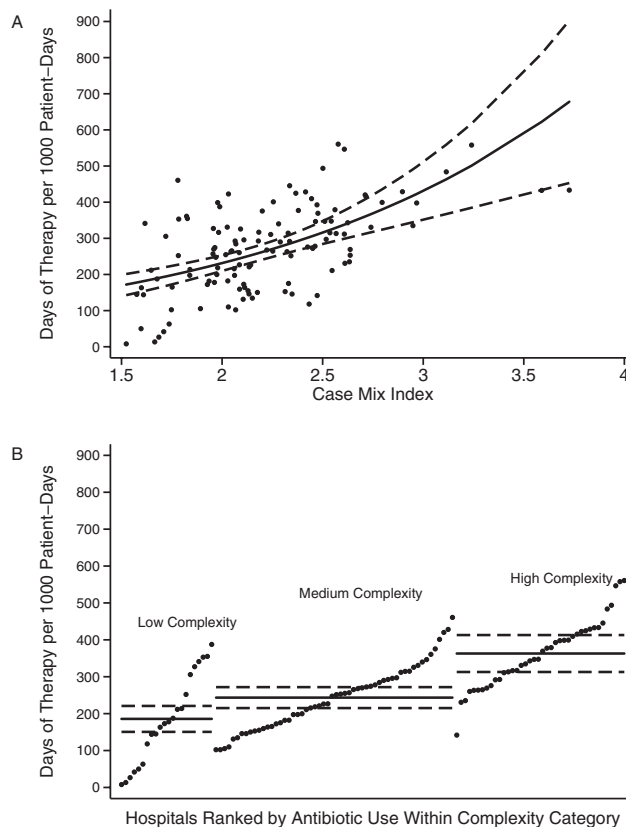 A
Days of Therapy per 1000 Patient−Days
900
800
700
600
500
400
300
200
100
0
1.5 2 2.5 3 3.5 4
Case Mix Index
B
Days of Therapy per 1000 Patient−Days
900
800
700
600
500
400
300
200
100
0
Low Complexity
Medium Complexity
High Complexity
Hospitals Ranked by Antibiotic Use Within Complexity Category